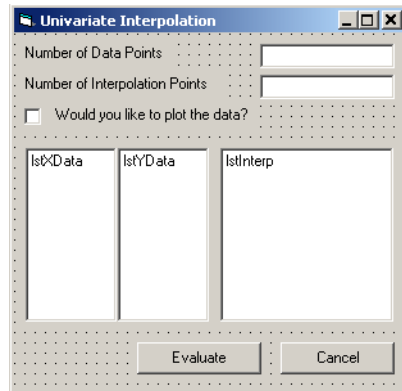 Univariate Interpolation
Number of Data Points
Number of Interpolation Points
Would you like to plot the data?
lstXData lstYData lstInterp
Evaluate Cancel